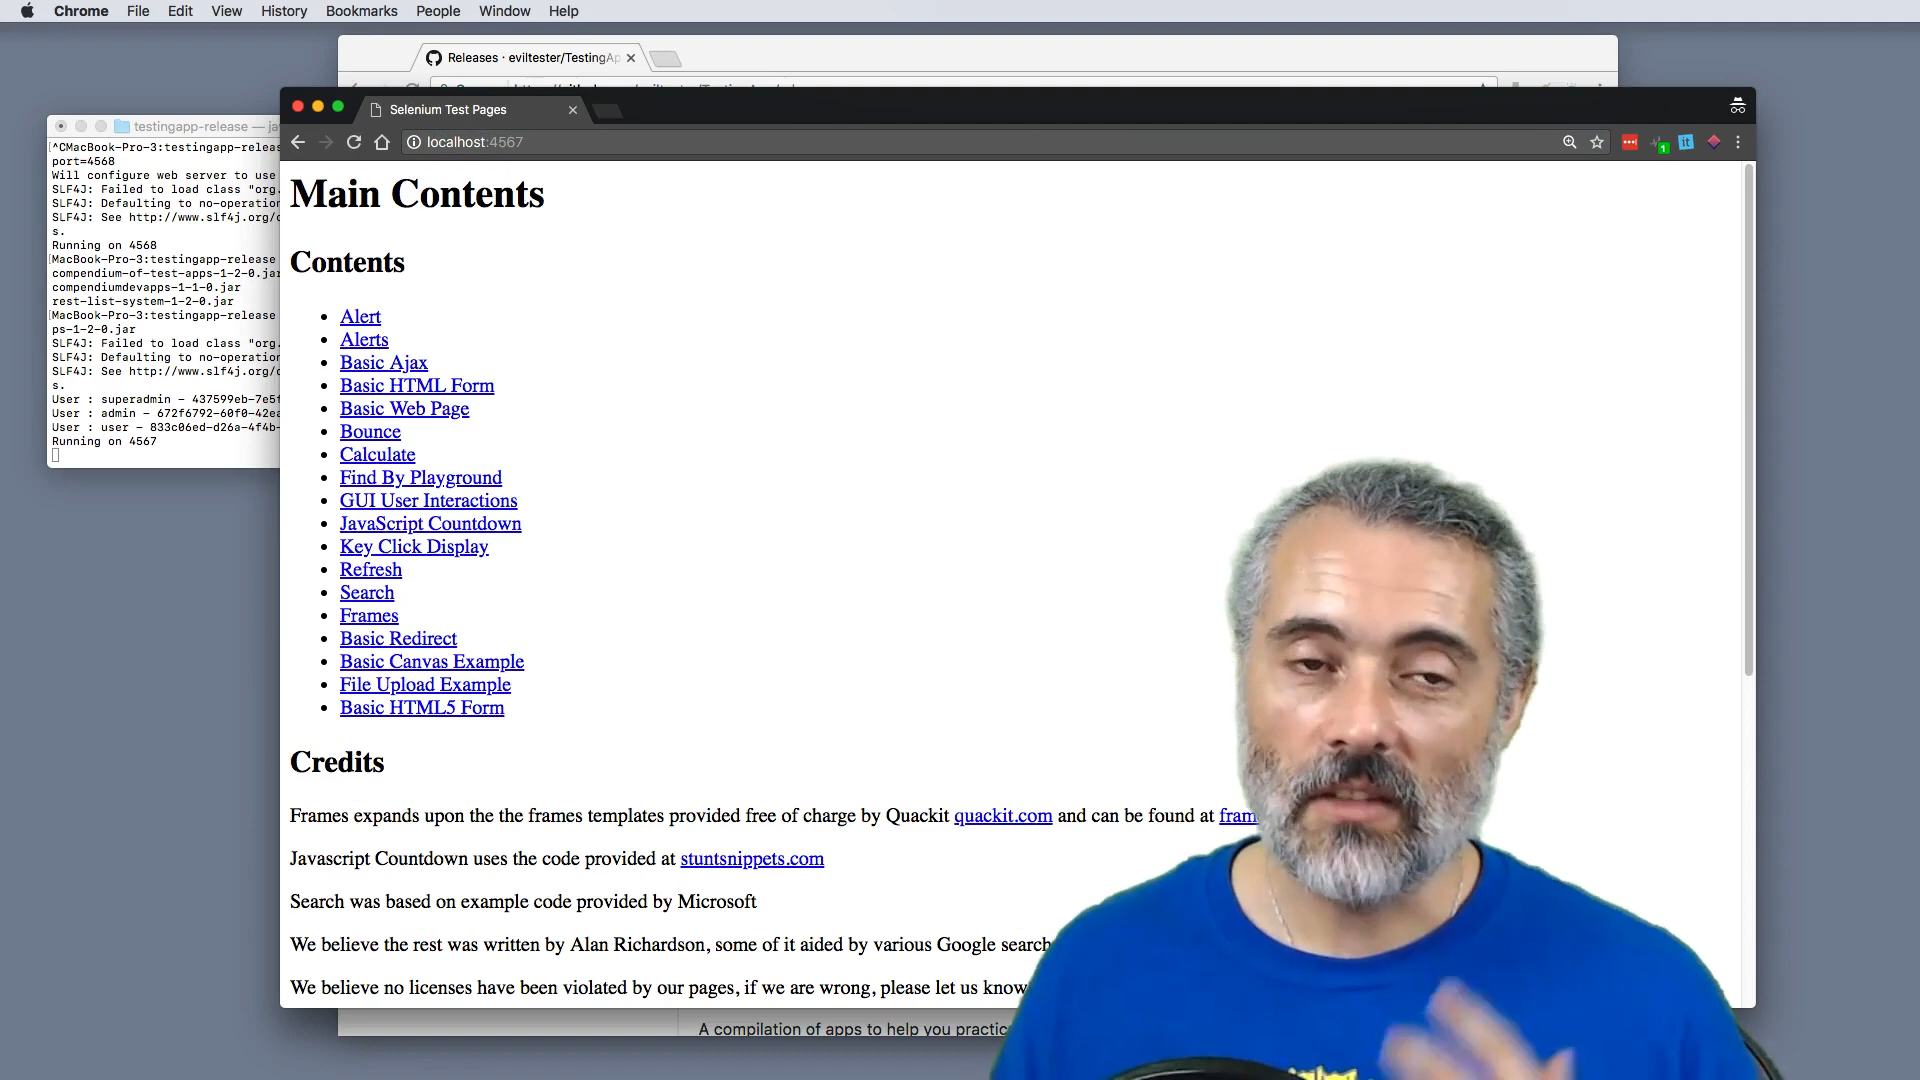 Chrome File Edit View History Bookmarks People Window Help
Releases · eviltester/TestingAp
Selenium Test Pages
localhost:4567
testingapp-release — ja
^CMacBook-Pro-3:testingapp-releas
port=4568
Will configure web server to use
SLF4J: Failed to load class "org.
SLF4J: Defaulting to no-operation
SLF4J: See http://www.slf4j.org/
s.
Running on 4568
MacBook-Pro-3:testingapp-release
compendium-of-test-apps-1-2-0.jar
compendiumdevapps-1-1-0.jar
rest-list-system-1-2-0.jar
MacBook-Pro-3:testingapp-release
ps-1-2-0.jar
SLF4J: Failed to load class "org.
SLF4J: Defaulting to no-operation
SLF4J: See http://www.slf4j.org/
s.
User : superadmin - 437599eb-7e5f
User : admin - 672f6792-60f0-42ea
User : user - 833c06ed-d26a-4f4b-
Running on 4567
Main Contents
Contents
Alert
Alerts
Basic Ajax
Basic HTML Form
Basic Web Page
Bounce
Calculate
Find By Playground
GUI User Interactions
JavaScript Countdown
Key Click Display
Refresh
Search
Frames
Basic Redirect
Basic Canvas Example
File Upload Example
Basic HTML5 Form
Credits
Frames expands upon the the frames templates provided free of charge by Quackit quackit.com and can be found at fram
Javascript Countdown uses the code provided at stuntsnippets.com
Search was based on example code provided by Microsoft
We believe the rest was written by Alan Richardson, some of it aided by various Google search
We believe no licenses have been violated by our pages, if we are wrong, please let us know
A compilation of apps to help you practic